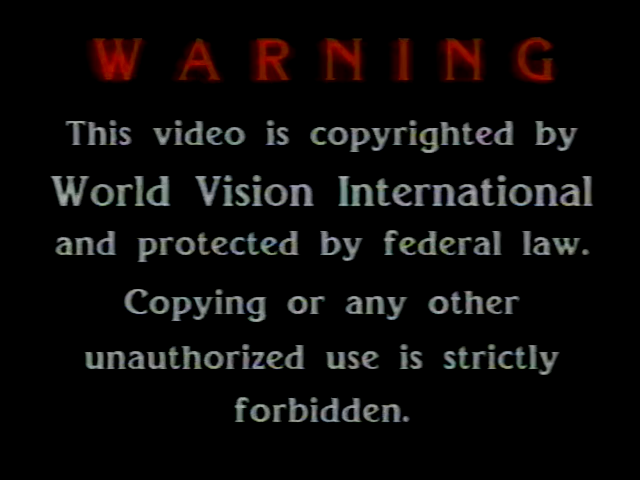 WARNING
This video is copyrighted by
World Vision International
and protected by federal law.
Copying or any other
unauthorized use is strictly
forbidden.